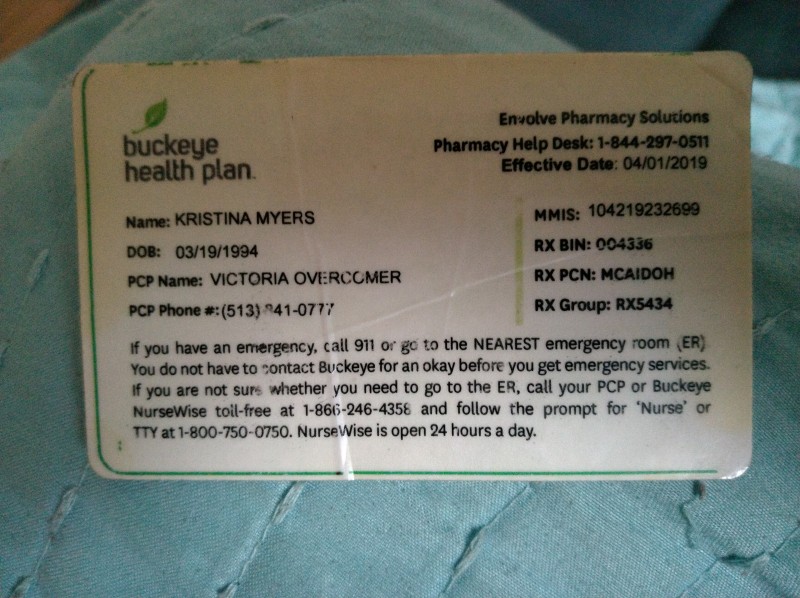 buckeye
health plan.
Envolve Pharmacy Solutions
Pharmacy Help Desk: 1-844-297-0511
Effective Date: 04/01/2019
Name: KRISTINA MYERS
DOB: 03/19/1994
PCP Name: VICTORIA OVERCOMER
PCP Phone #: (513) 41-0777
MMIS: 104219232699
RX BIN: 004336
RX PCN: MCAIDOH
RX Group: RX5434
If you have an emergency, call 911 or go to the NEAREST emergency room (ER)
You do not have to contact Buckeye for an okay before you get emergency services.
If you are not sure whether you need to go to the ER, call your PCP or Buckeye
NurseWise toll-free at 1-866-246-4358 and follow the prompt for 'Nurse' or
TTY at 1-800-750-0750. NurseWise is open 24 hours a day.